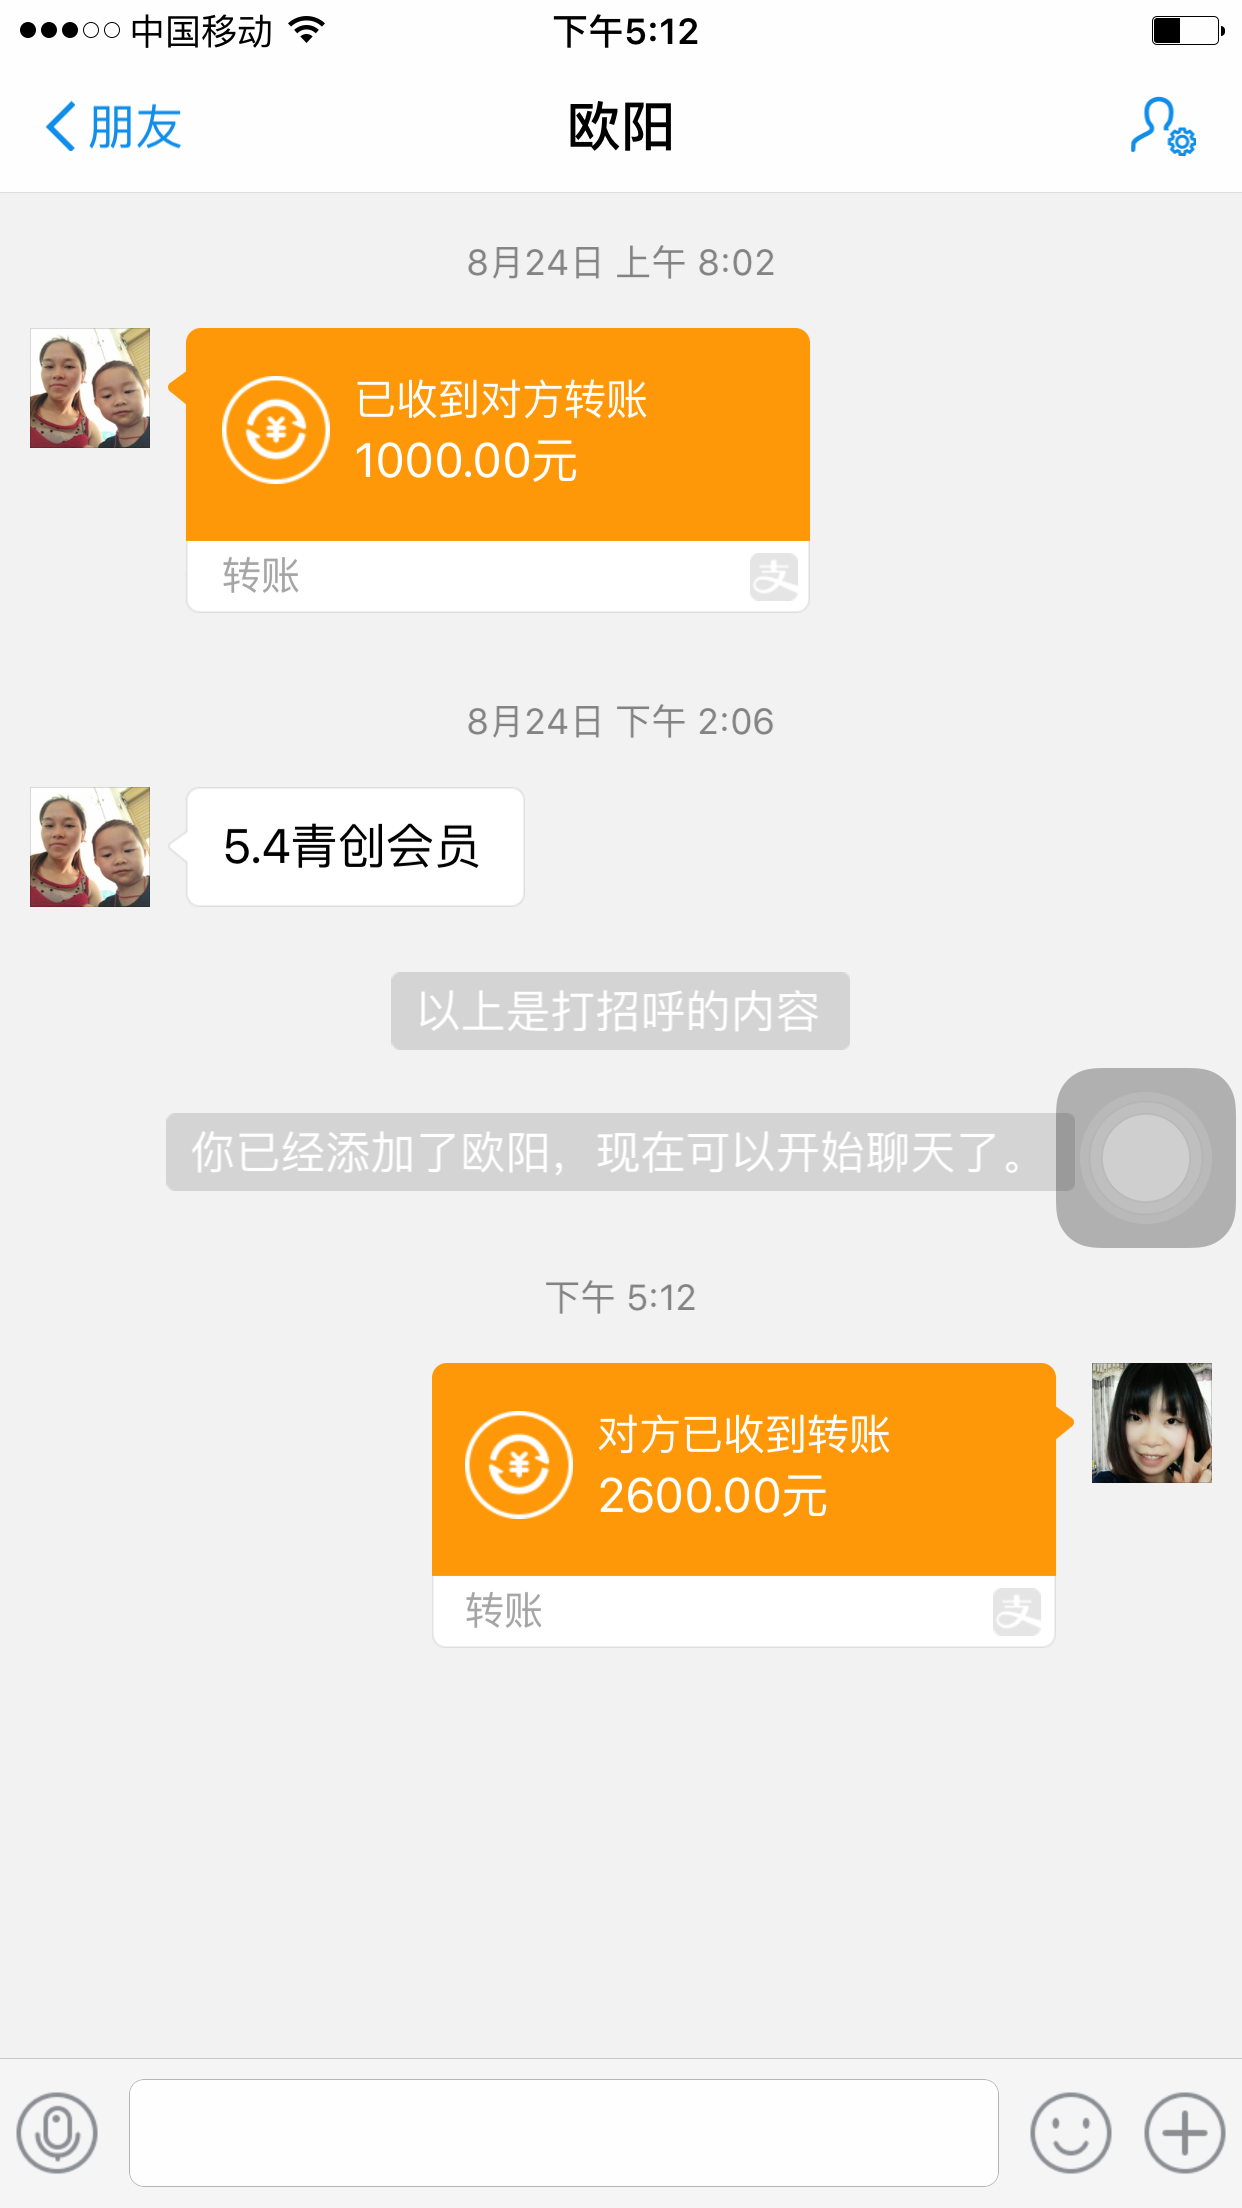 中国移动
下午5:12
朋友
欧阳
8月24日 上午 8:02
已收到对方转账
1000.00元
转账
支
8月24日 下午 2:06
5.4青创会员
以上是打招呼的内容
你已经添加了欧阳，现在可以开始聊天了。
下午 5:12
对方已收到转账
2600.00元
转账
支